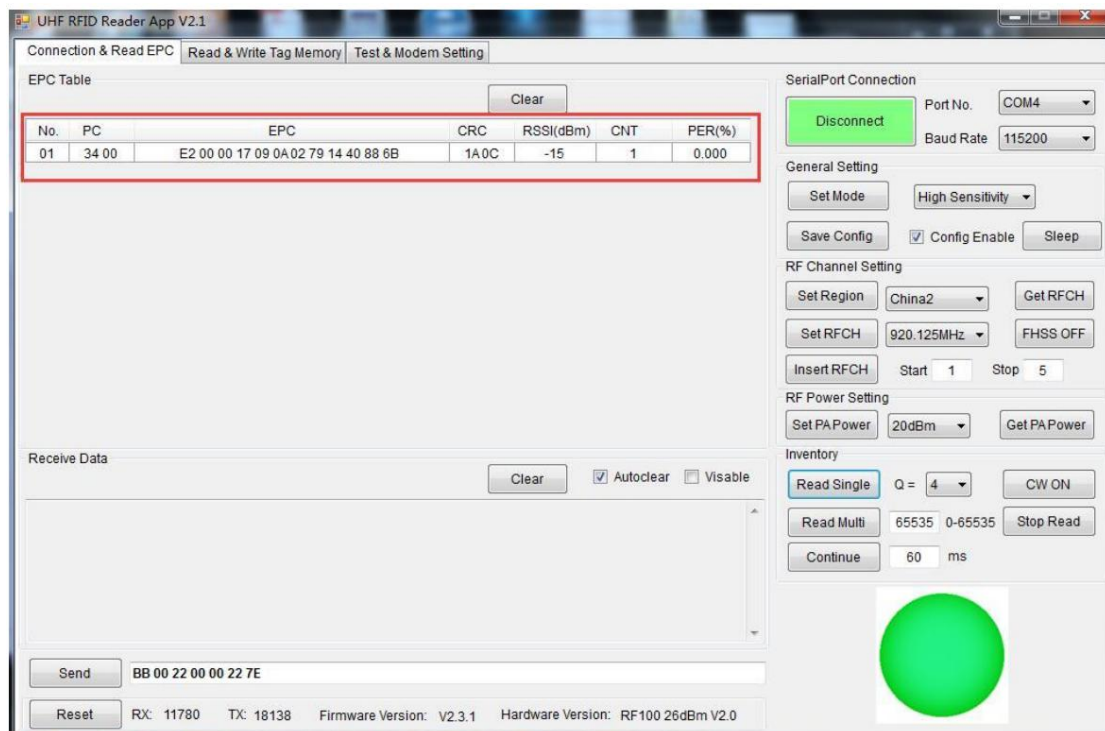 UHF RFID Reader App V2.1
Connection & Read EPC Read & Write Tag Memory Test & Modem Setting
EPC Table
Clear
No. PC EPC CRC RSSI(dBm) CNT PER(%)
01 34 00 E2 00 00 17 09 0A 02 79 14 40 88 6B 1A 0C -15 1 0.000
SerialPort Connection
Disconnect Port No. COM4
Baud Rate 115200
General Setting
Set Mode High Sensitivity
Save Config Config Enable Sleep
RF Channel Setting
Set Region China2 Get RFCH
Set RFCH 920.125MHz FHSS OFF
Insert RFCH Start 1 Stop 5
RF Power Setting
Set PA Power 20dBm Get PA Power
Inventory
Read Single Q = 4 CW ON
Read Multi 65535 0-65535 Stop Read
Continue 60 ms
Receive Data
Clear Autoclear Visable
Send BB 00 22 00 00 22 7E
Reset RX: 11780 TX: 18138 Firmware Version: V2.3.1 Hardware Version: RF100 26dBm V2.0